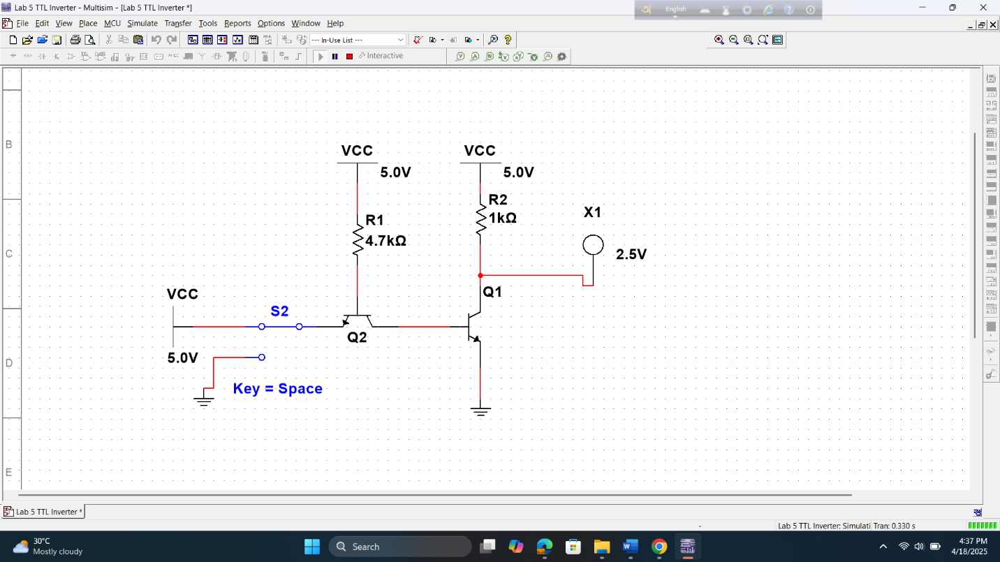 Lab 5 TTL Inverter - Multisim - [Lab 5 TTL Inverter *]
English
File Edit View Place MCU Simulate Transfer Tools Reports Options Window Help
--- In-Use List ---
Interactive
B
C
D
E
VCC
5.0V
VCC
5.0V
R1
4.7kΩ
R2
1kΩ
X1
2.5V
Q1
VCC
5.0V
S2
Q2
Key = Space
Lab 5 TTL Inverter *
-
Lab 5 TTL Inverter: Simulati Tran: 0.330 s
30°C
Mostly cloudy
Search
4:37 PM
4/18/2025